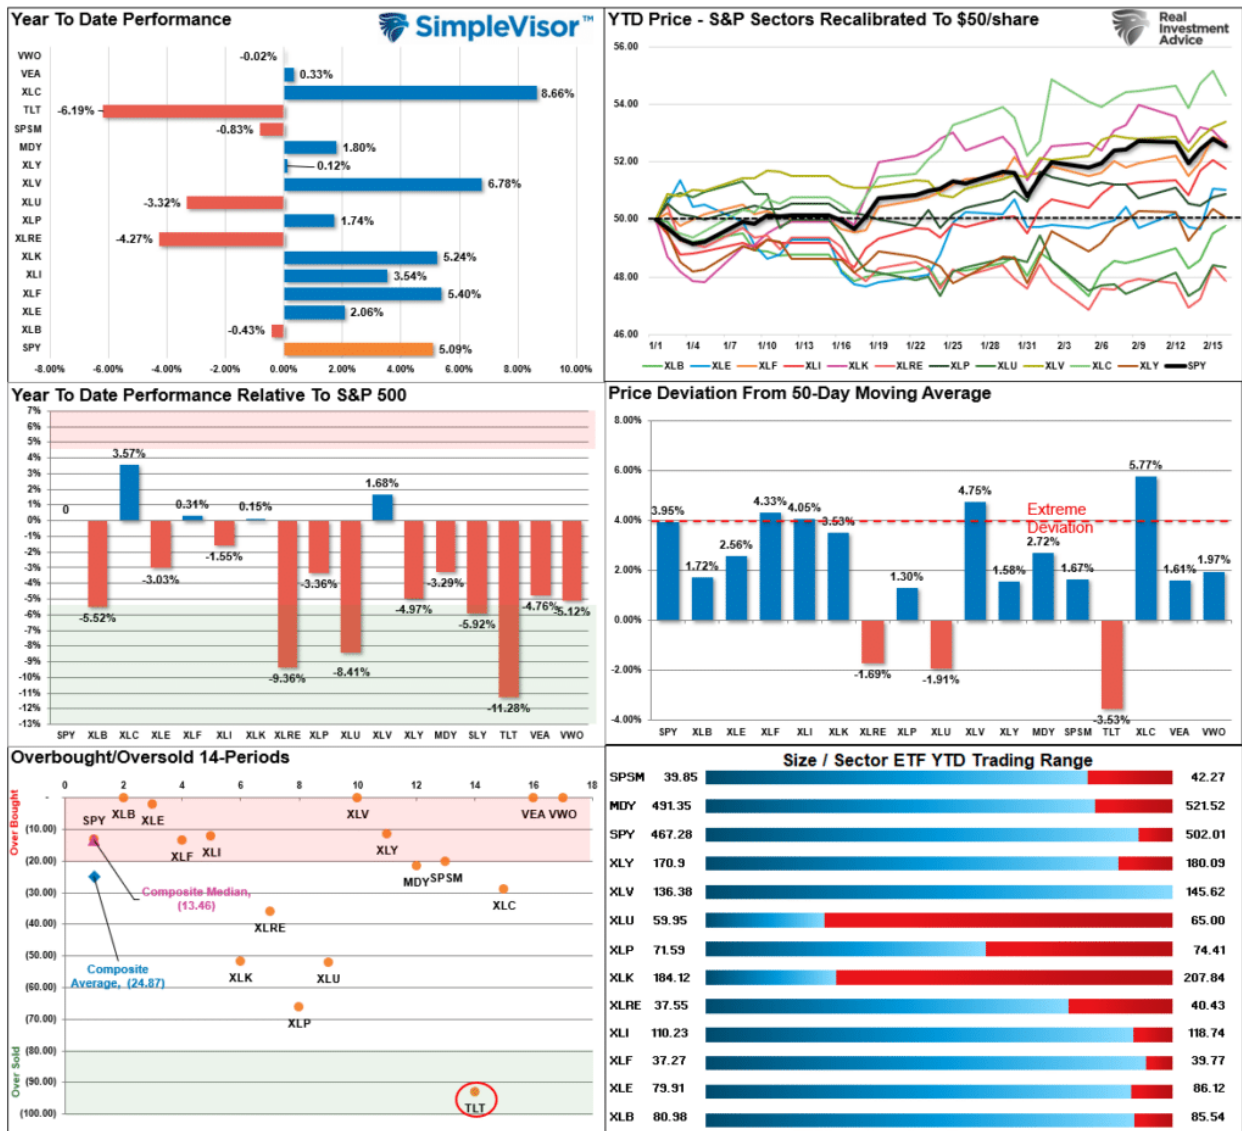 Year To Date Performance
SimpleVisor™
VWO -0.02%
VEA 0.33%
XLC 8.66%
TLT -6.19%
SPSM -0.83%
MDY 1.80%
XLY 0.12%
XLV 6.78%
XLU -3.32%
XLP 1.74%
XLRE -4.27%
XLK 5.24%
XLI 3.54%
XLF 5.40%
XLE 2.06%
XLB -0.43%
SPY 5.09%
-8.00% -6.00% -4.00% -2.00% 0.00% 2.00% 4.00% 6.00% 8.00% 10.00%
YTD Price - S&P Sectors Recalibrated To $50/share
Real
Investment
Advice
56.00
54.00
52.00
50.00
48.00
46.00
1/1 1/4 1/7 1/10 1/13 1/16 1/19 1/22 1/25 1/28 1/31 2/3 2/6 2/9 2/12 2/15
XLB XLE XLF XLI XLK XLRE XLP XLU XLV XLC XLY SPY
Year To Date Performance Relative To S&P 500
7%
6%
5%
4%
3%
2%
1%
0%
-1%
-2%
-3%
-4%
-5%
-6%
-7%
-8%
-9%
-10%
-11%
-12%
-13%
0 -5.52% 3.57% -3.03% 0.31% -1.55% 0.15% -9.36% -3.36% -8.41% 1.68% -4.97% -3.29% -5.92% -11.28% -4.76% -5.12%
SPY XLB XLC XLE XLF XLI XLK XLRE XLP XLU XLV XLY MDY SLY TLT VEA VWO
Price Deviation From 50-Day Moving Average
8.00%
6.00%
4.00%
2.00%
0.00%
-2.00%
-4.00%
Extreme
Deviation
3.95% 1.72% 2.56% 4.33% 4.05% 3.53% -1.69% 1.30% -1.91% 4.75% 1.58% 2.72% 1.67% -3.53% 5.77% 1.61% 1.97%
SPY XLB XLE XLF XLI XLK XLRE XLP XLU XLV XLY MDY SPSM TLT XLC VEA VWO
Overbought/Oversold 14-Periods
0 2 4 6 8 10 12 14 16 18
-
(10.00)
(20.00)
(30.00)
(40.00)
(50.00)
(60.00)
(70.00)
(80.00)
(90.00)
(100.00)
Over Bought
Over Sold
SPY XLB XLE XLV VEA VWO
XLF XLI XLY
MDY SPSM
Composite Median,
(13.46)
XLC
XLRE
Composite
Average, (24.87)
XLK XLU
XLP
TLT
Size / Sector ETF YTD Trading Range
SPSM 39.85 42.27
MDY 491.35 521.52
SPY 467.28 502.01
XLY 170.9 180.09
XLV 136.38 145.62
XLU 59.95 65.00
XLP 71.59 74.41
XLK 184.12 207.84
XLRE 37.55 40.43
XLI 110.23 118.74
XLF 37.27 39.77
XLE 79.91 86.12
XLB 80.98 85.54